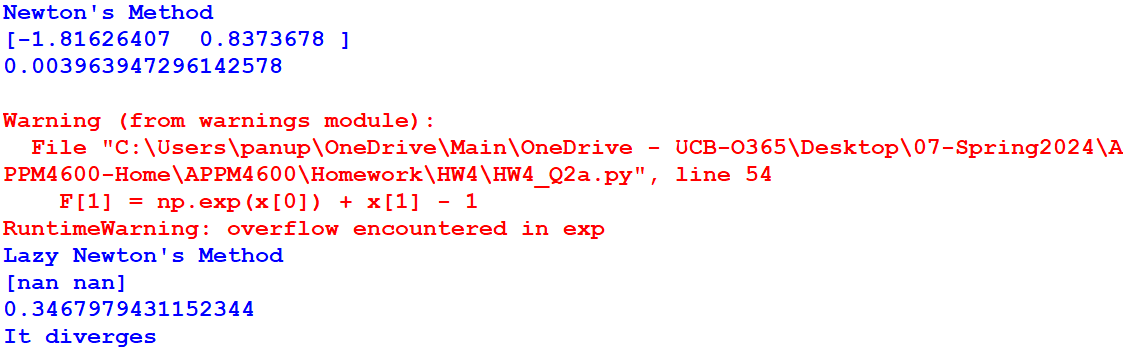 Newton's Method
[-1.81626407  0.8373678 ]
0.003963947296142578
Warning (from warnings module):
  File "C:\Users\panup\OneDrive\Main\OneDrive - UCB-O365\Desktop\07-Spring2024\A
PPM4600-Home\APPM4600\Homework\HW4\HW4_Q2a.py", line 54
    F[1] = np.exp(x[0]) + x[1] - 1
RuntimeWarning: overflow encountered in exp
Lazy Newton's Method
[nan nan]
0.3467979431152344
It diverges